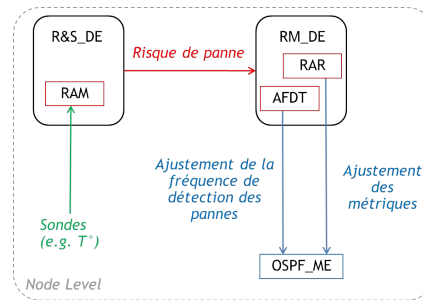 R&S_DE
RM_DE
Risque de panne
RAR
RAM
AFDT
Ajustement de la
fréquence de
détection des
pannes
Ajustement
des
métriques
Sondes
(e.g. T°)
OSPF_ME
Node Level